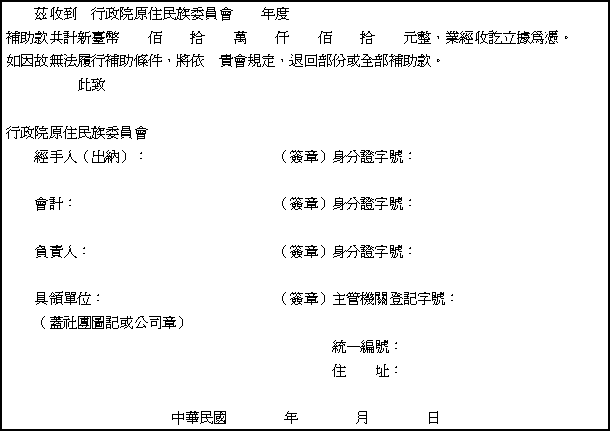 茲收到　行政院原住民族委員會　　年度
補助款共計新臺幣　　佰　　拾　　萬　　仟　　佰　　拾　　元整，業經收訖立據為憑。
如因故無法履行補助條件，將依　貴會規定，退回部份或全部補助款。
此致
行政院原住民族委員會
經手人（出納）：　　　　　　　　（簽章）身分證字號：
會計：　　　　　　　　（簽章）身分證字號：
負責人：　　　　　　　　（簽章）身分證字號：
具領單位：　　　　　　　　（簽章）主管機關登記字號：
（蓋社團圖記或公司章）
統一編號：
住　　址：
中華民國　　　年　　　月　　　日